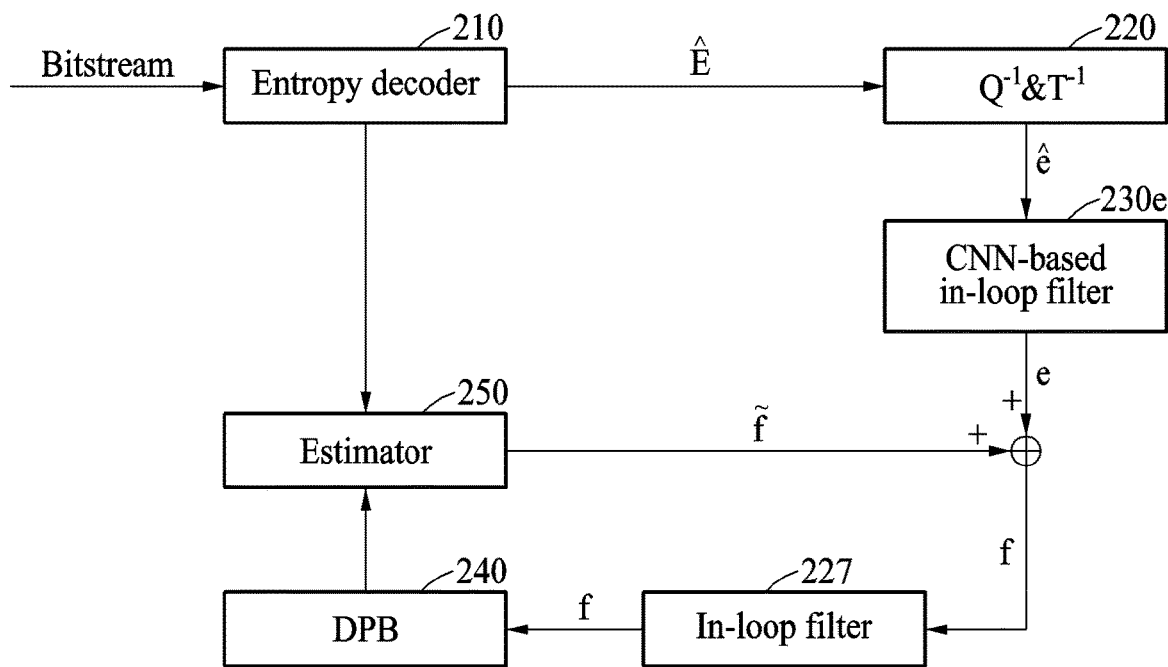 210
220
Bitstream
Entropy decoder
Ê
Q⁻¹&T⁻¹
ê
230e
CNN-based
in-loop filter
e
+
250
f̃
+
Estimator
f
240
227
DPB
f
In-loop filter